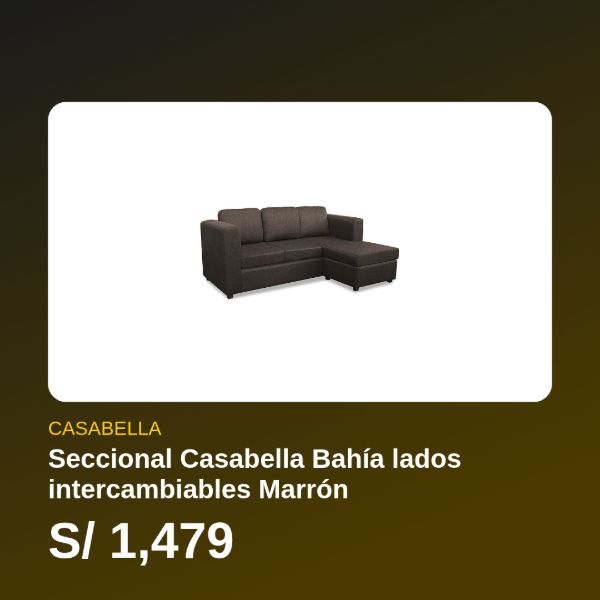 CASABELLA
Seccional Casabella Bahía lados
intercambiables Marrón
S/ 1,479